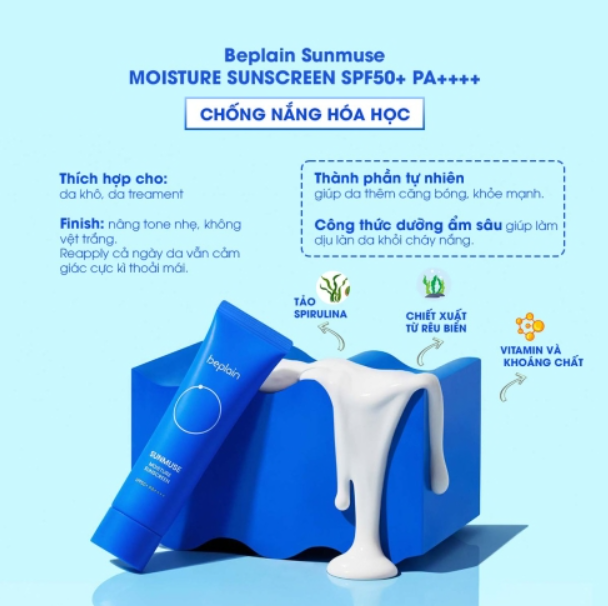 Beplain Sunmuse
MOISTURE SUNSCREEN SPF50+ PA++++
CHỐNG NẮNG HÓA HỌC
Thích hợp cho:
da khô, da treament
Finish: nâng tone nhẹ, không
vệt trắng.
Reapply cả ngày da vẫn cảm
giác cực kì thoải mái.
Thành phần tự nhiên
giúp da thêm căng bóng, khỏe mạnh.
Công thức dưỡng ẩm sâu giúp làm
dịu làn da khỏi cháy nắng.
TẢO
SPIRULINA
CHIẾT XUẤT
TỪ RÊU BIỂN
VITAMIN VÀ
KHOÁNG CHẤT
beplain
SUNMUSE
MOISTURE
SUNSCREEN
SPF50+ PA++++